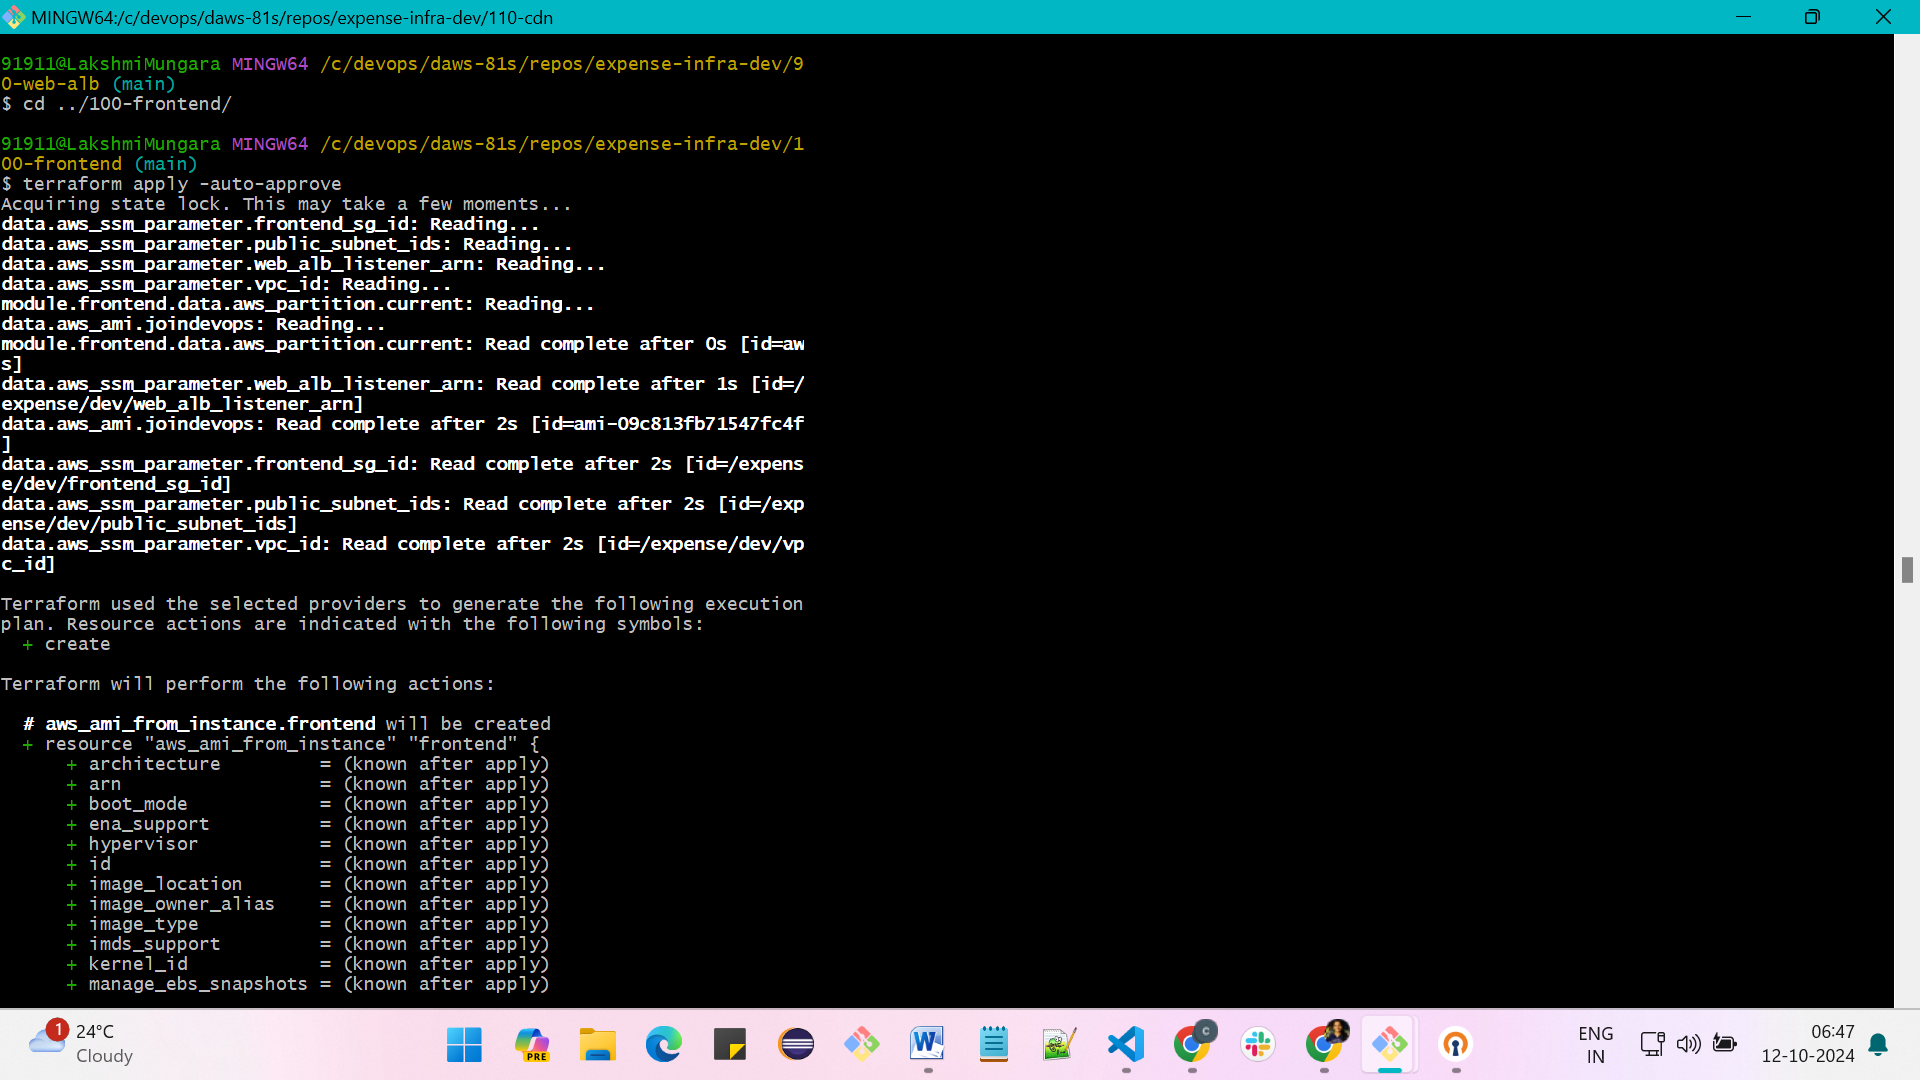 MINGW64:/c/devops/daws-81s/repos/expense-infra-dev/110-cdn
91911@LakshmiMungara MINGW64 /c/devops/daws-81s/repos/expense-infra-dev/9
0-web-alb (main)
$ cd ../100-frontend/
91911@LakshmiMungara MINGW64 /c/devops/daws-81s/repos/expense-infra-dev/1
00-frontend (main)
$ terraform apply -auto-approve
Acquiring state lock. This may take a few moments...
data.aws_ssm_parameter.frontend_sg_id: Reading...
data.aws_ssm_parameter.public_subnet_ids: Reading...
data.aws_ssm_parameter.web_alb_listener_arn: Reading...
data.aws_ssm_parameter.vpc_id: Reading...
module.frontend.data.aws_partition.current: Reading...
data.aws_ami.joindevops: Reading...
module.frontend.data.aws_partition.current: Read complete after 0s [id=aw
s]
data.aws_ssm_parameter.web_alb_listener_arn: Read complete after 1s [id=/
expense/dev/web_alb_listener_arn]
data.aws_ami.joindevops: Read complete after 2s [id=ami-09c813fb71547fc4f
]
data.aws_ssm_parameter.frontend_sg_id: Read complete after 2s [id=/expens
e/dev/frontend_sg_id]
data.aws_ssm_parameter.public_subnet_ids: Read complete after 2s [id=/exp
ense/dev/public_subnet_ids]
data.aws_ssm_parameter.vpc_id: Read complete after 2s [id=/expense/dev/vp
c_id]
Terraform used the selected providers to generate the following execution
plan. Resource actions are indicated with the following symbols:
  + create
Terraform will perform the following actions:
  # aws_ami_from_instance.frontend will be created
  + resource "aws_ami_from_instance" "frontend" {
      + architecture         = (known after apply)
      + arn                  = (known after apply)
      + boot_mode            = (known after apply)
      + ena_support          = (known after apply)
      + hypervisor           = (known after apply)
      + id                   = (known after apply)
      + image_location       = (known after apply)
      + image_owner_alias    = (known after apply)
      + image_type           = (known after apply)
      + imds_support         = (known after apply)
      + kernel_id            = (known after apply)
      + manage_ebs_snapshots = (known after apply)
1
24°C
Cloudy
PRE
W
C
ENG
IN
06:47
12-10-2024